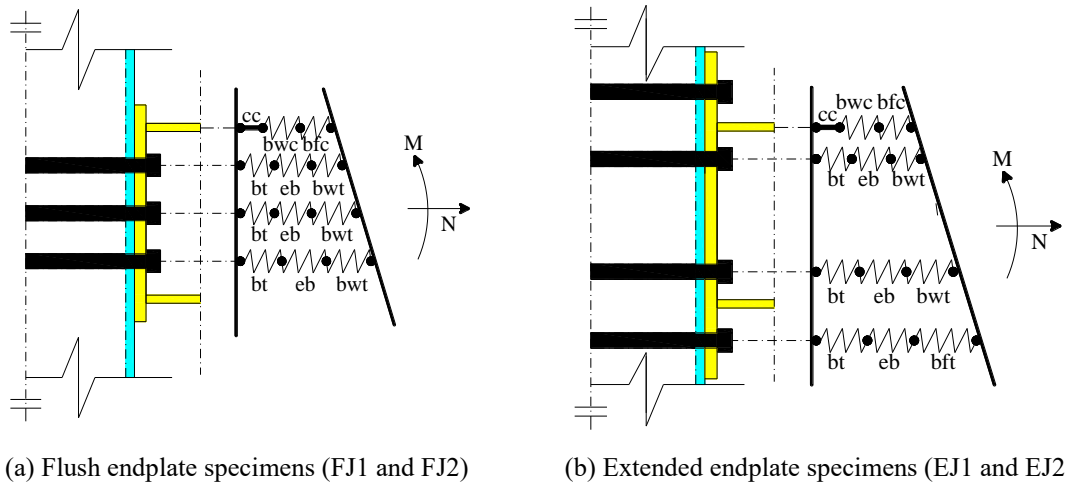 cc
bwc bfc
M
bt eb bwt
N
bt eb bwt
bt eb bwt
cc bwc bfc
M
bt eb bwt
N
bt eb bwt
bt eb bft
(a) Flush endplate specimens (FJ1 and FJ2)
(b) Extended endplate specimens (EJ1 and EJ2